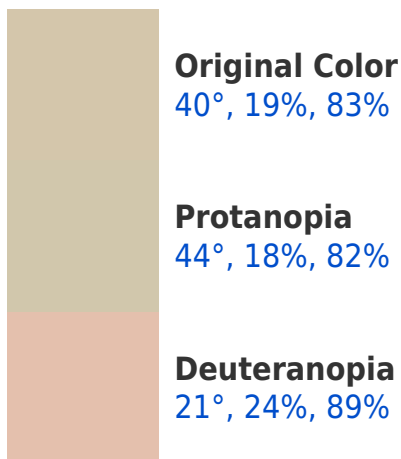 Original Color
40°, 19%, 83%
Protanopia
44°, 18%, 82%
Deuteranopia
21°, 24%, 89%